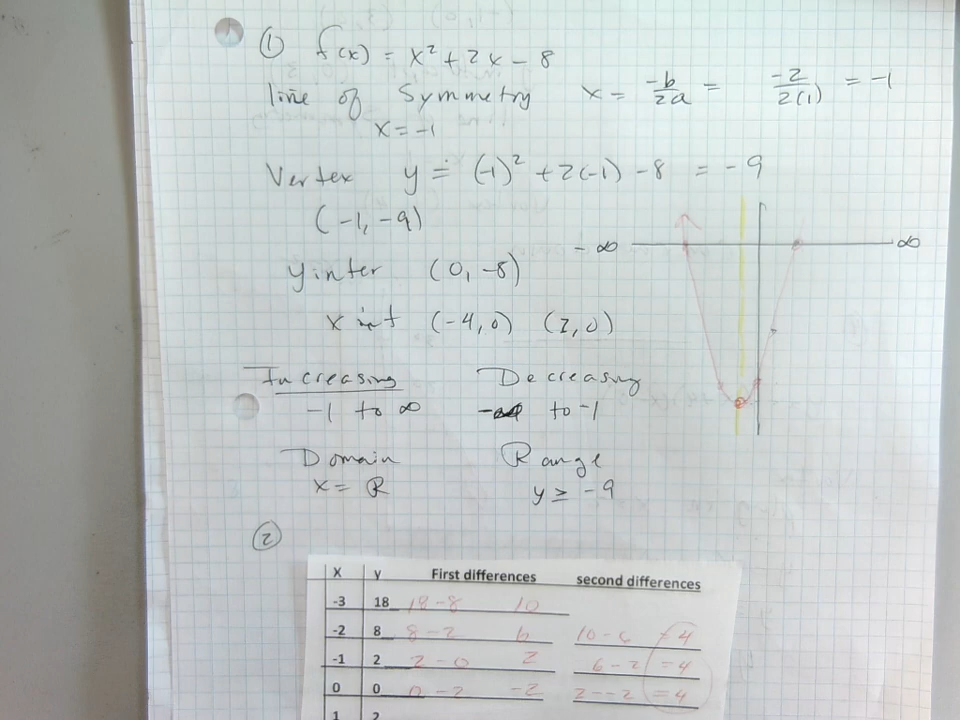 ① f(x) = x² + 2x - 8
line of Symmetry x = -b/2a = -2/2(1) = -1
x = -1
Vertex y = (-1)² + 2(-1) - 8 = -9
(-1, -9)
- ∞ ∞
y inter (0, -8)
x int (-4, 0) (2, 0)
Increasing Decreasing
-1 to ∞ -∞ to -1
Domain Range
x = R y ≥ -9
②
X y First differences second differences
-3 18 18 - 8 10
-2 8 8 - 2 6 10 - 6 = 4
-1 2 2 - 0 2 6 - 2 = 4
0 0 0 - 2 -2 2 - - 2 = 4
1 2